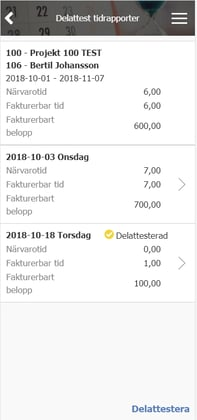 Delattest tidrapporter
100 - Projekt 100 TEST
106 - Bertil Johansson
2018-10-01 - 2018-11-07
Närvarotid 6,00
Fakturerbar tid 6,00
Fakturerbart belopp 600,00
2018-10-03 Onsdag
Närvarotid 7,00
Fakturerbar tid 7,00
Fakturerbart belopp 700,00
2018-10-18 Torsdag Delattesterad
Närvarotid 0,00
Fakturerbar tid 1,00
Fakturerbart belopp 100,00
Delattestera